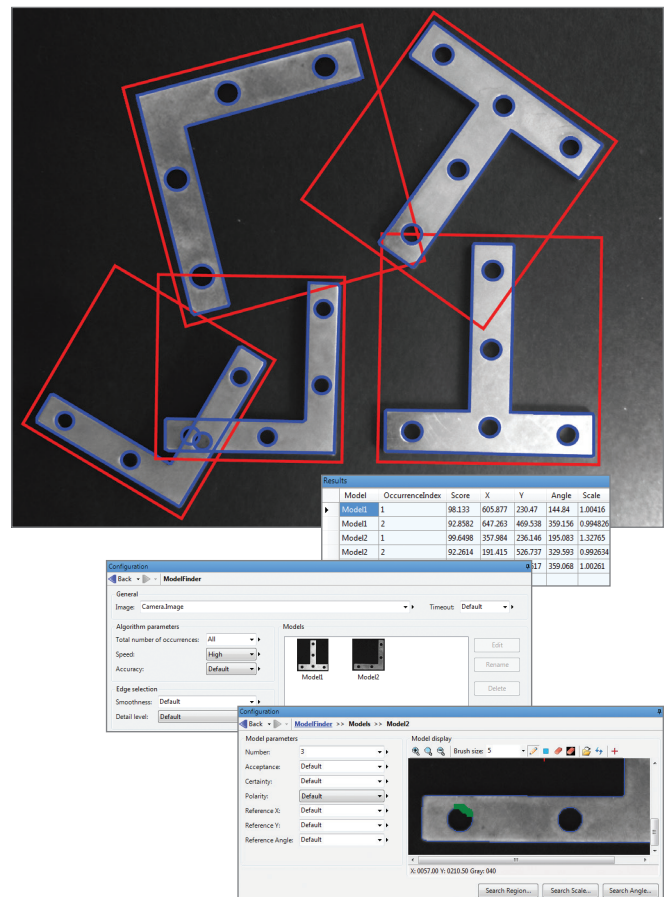 Results
Model OccurrenceIndex Score X Y Angle Scale
Model1 1 98.133 605.877 230.47 144.84 1.00416
Model1 2 92.8582 647.263 469.538 359.156 0.994826
Model2 1 99.6498 357.984 236.146 195.083 1.32765
Model2 2 92.2614 191.415 526.737 329.593 0.992634
359.068 1.00261
Configuration
Back ModelFinder
General
Image: Camera.Image Timeout: Default
Algorithm parameters Models
Total number of occurrences: All Edit
Speed: High Rename
Accuracy: Default Model1 Model2
Delete
Edge selection
Smoothness: Default
Detail level: Default
Configuration
Back ModelFinder >> Models >> Model2
Model parameters Model display
Number: 3 Brush size: 5
Acceptance: Default
Certainty: Default
Polarity: Default
Reference X: Default
Reference Y: Default
Reference Angle: Default
X: 0057.00 Y: 0210.50 Gray: 040
Search Region... Search Scale... Search Angle...